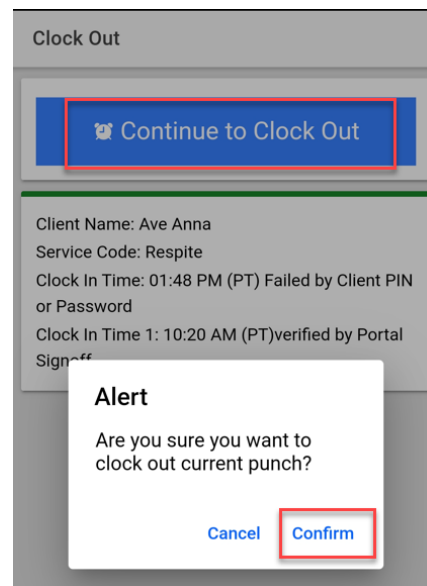 Clock Out
Continue to Clock Out
Client Name: Ave Anna
Service Code: Respite
Clock In Time: 01:48 PM (PT) Failed by Client PIN
or Password
Clock In Time 1: 10:20 AM (PT)verified by Portal
Signoff
Alert
Are you sure you want to
clock out current punch?
Cancel Confirm